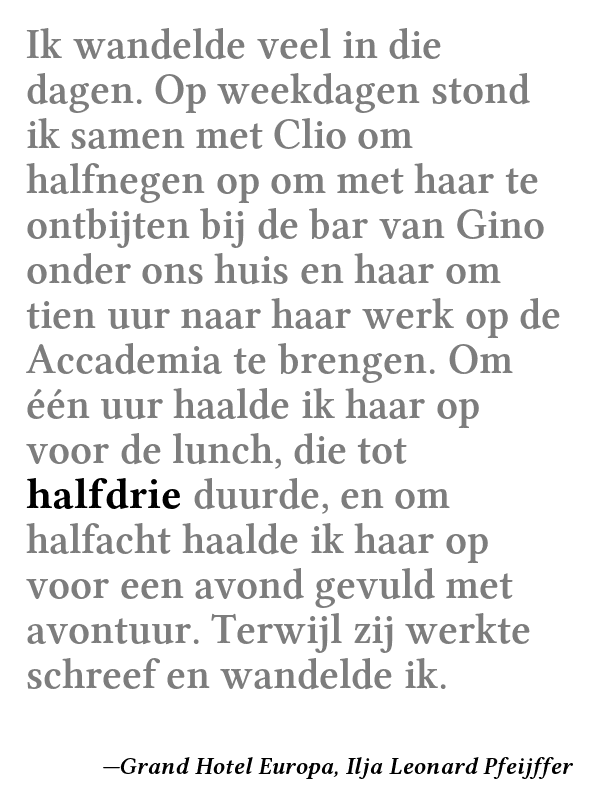 Ik wandelde veel in die
dagen. Op weekdagen stond
ik samen met Clio om
halfnegen op om met haar te
ontbijten bij de bar van Gino
onder ons huis en haar om
tien uur naar haar werk op de
Accademia te brengen. Om
één uur haalde ik haar op
voor de lunch, die tot
halfdrie duurde, en om
halfacht haalde ik haar op
voor een avond gevuld met
avontuur. Terwijl zij werkte
schreef en wandelde ik.
—Grand Hotel Europa, Ilja Leonard Pfeijffer